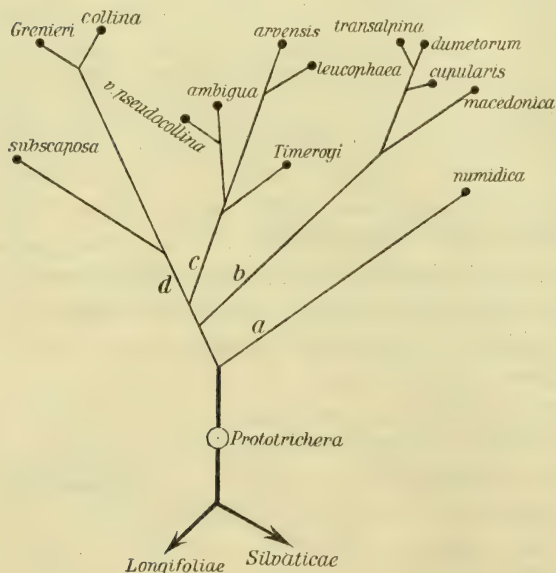 Grenieri
collina
arvensis
transalpina
dumetorum
ambigua
leucophaea
cupularis
v. pseudocollina
macedonica
subscaposa
Timeroyi
numidica
d
c
b
a
Prototrichera
Longifoliae
Silvaticae